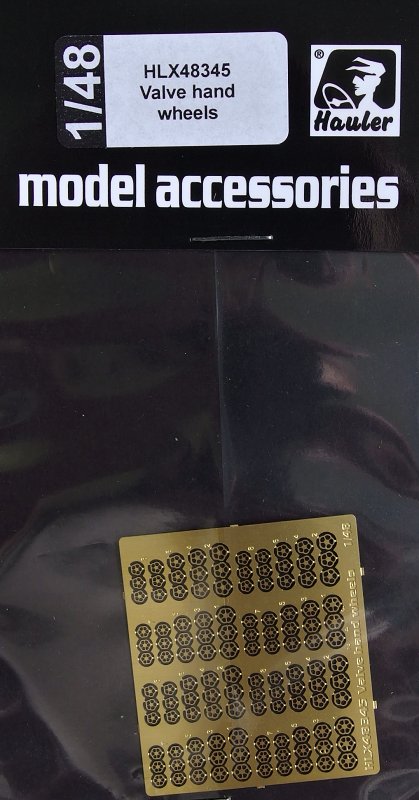 1/48
HLX48345
Valve hand
wheels
®
Hauler
model accessories
1/48
HLX48345 Valve hand wheels